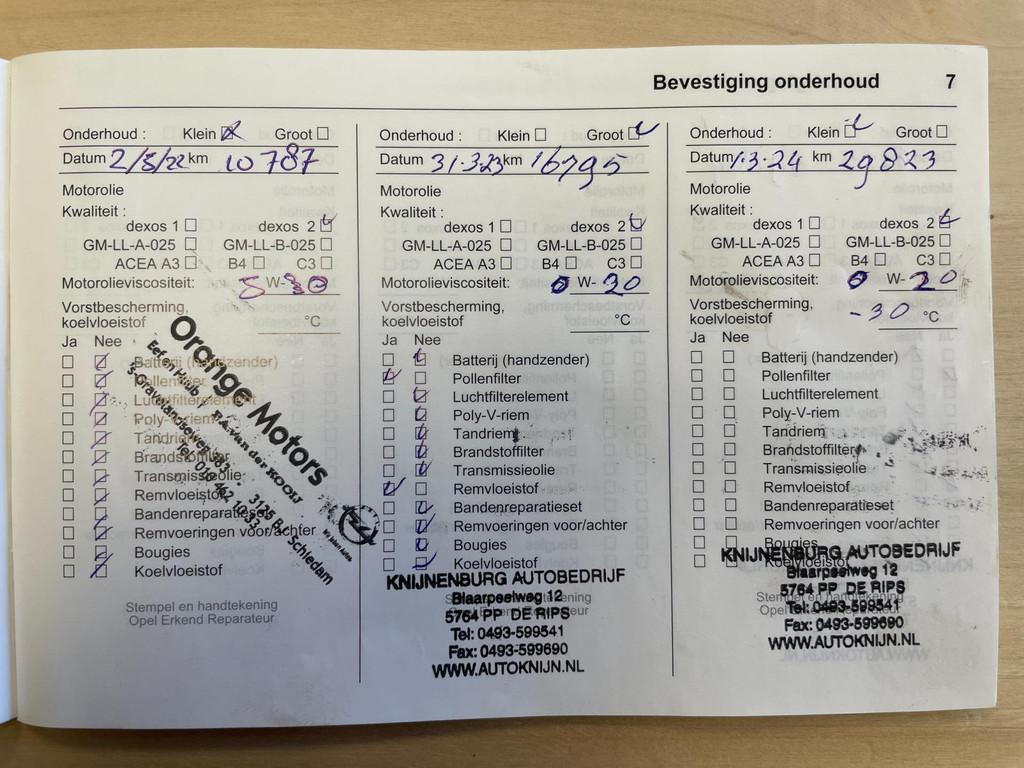 Bevestiging onderhoud 7
Onderhoud : Klein Groot
Datum 2/5/22 km 10787
Motorolie
Kwaliteit :
dexos 1 dexos 2
GM-LL-A-025 GM-LL-B-025
ACEA A3 B4 C3
Motorolieviscositeit: 5 W-30
Vorstbescherming,
koelvloeistof °C
Ja Nee
Batterij (handzender)
Pollenfilter
Luchtfilterelement
Poly-V-riem
Tandriem
Brandstoffilter
Transmissieolie
Remvloeistof
Bandenreparatieset
Remvoeringen voor/achter
Bougies
Koelvloeistof
Stempel en handtekening
Opel Erkend Reparateur
Orange Motors
's-Gravelandseweg 383
3125 BJ Schiedam
Onderhoud : Klein Groot
Datum 31-3-23 km 16795
Motorolie
Kwaliteit :
dexos 1 dexos 2
GM-LL-A-025 GM-LL-B-025
ACEA A3 B4 C3
Motorolieviscositeit: 0 W- 20
Vorstbescherming,
koelvloeistof °C
Ja Nee
Batterij (handzender)
Pollenfilter
Luchtfilterelement
Poly-V-riem
Tandriem
Brandstoffilter
Transmissieolie
Remvloeistof
Bandenreparatieset
Remvoeringen voor/achter
Bougies
Koelvloeistof
KNIJNENBURG AUTOBEDRIJF
Blaarpeelweg 12
5764 PP DE RIPS
Tel: 0493-599541
Fax: 0493-599690
WWW.AUTOKNIJN.NL
Onderhoud : Klein Groot
Datum 1-3-24 km 29823
Motorolie
Kwaliteit :
dexos 1 dexos 2
GM-LL-A-025 GM-LL-B-025
ACEA A3 B4 C3
Motorolieviscositeit: 0 W- 20
Vorstbescherming,
koelvloeistof -30 °C
Ja Nee
Batterij (handzender)
Pollenfilter
Luchtfilterelement
Poly-V-riem
Tandriem
Brandstoffilter
Transmissieolie
Remvloeistof
Bandenreparatieset
Remvoeringen voor/achter
Bougies
Koelvloeistof
KNIJNENBURG AUTOBEDRIJF
Blaarpeelweg 12
5764 PP DE RIPS
Tel: 0493-599541
Fax: 0493-599690
WWW.AUTOKNIJN.NL